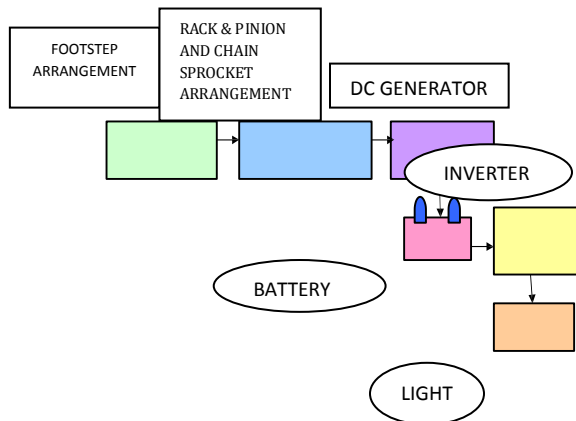 FOOTSTEP
ARRANGEMENT
RACK & PINION
AND CHAIN
SPROCKET
ARRANGEMENT
DC GENERATOR
INVERTER
BATTERY
LIGHT